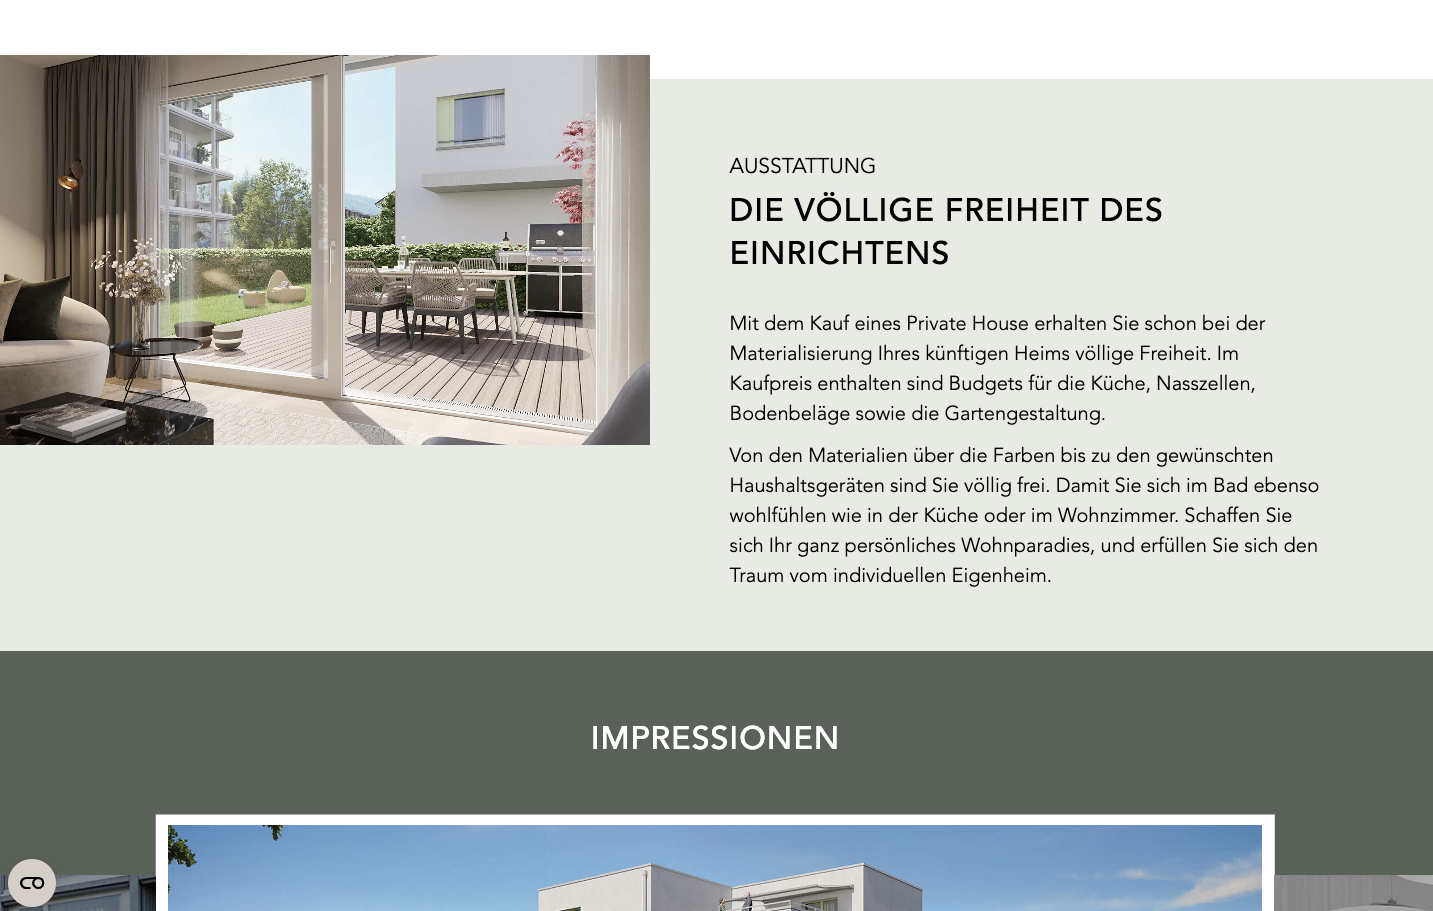 AUSSTATTUNG
DIE VÖLLIGE FREIHEIT DES
EINRICHTENS
Mit dem Kauf eines Private House erhalten Sie schon bei der
Materialisierung Ihres künftigen Heims völlige Freiheit. Im
Kaufpreis enthalten sind Budgets für die Küche, Nasszellen,
Bodenbeläge sowie die Gartengestaltung.
Von den Materialien über die Farben bis zu den gewünschten
Haushaltsgeräten sind Sie völlig frei. Damit Sie sich im Bad ebenso
wohlfühlen wie in der Küche oder im Wohnzimmer. Schaffen Sie
sich Ihr ganz persönliches Wohnparadies, und erfüllen Sie sich den
Traum vom individuellen Eigenheim.
IMPRESSIONEN